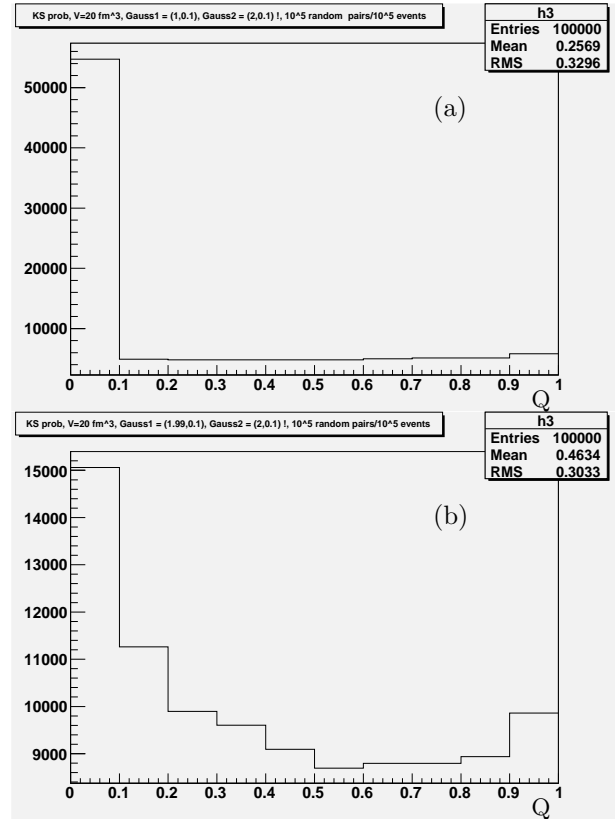 KS prob, V=20 fm^3, Gauss1 = (1,0.1), Gauss2 = (2,0.1) !, 10^5 random  pairs/10^5 events
h3
Entries 100000
Mean 0.2569
RMS 0.3296
(a)
50000
40000
30000
20000
10000
0 0.1 0.2 0.3 0.4 0.5 0.6 0.7 0.8 0.9 1
Q
KS prob, V=20 fm^3, Gauss1 = (1.99,0.1), Gauss2 = (2,0.1) !, 10^5 random pairs/10^5 events
h3
Entries 100000
Mean 0.4634
RMS 0.3033
(b)
15000
14000
13000
12000
11000
10000
9000
0 0.1 0.2 0.3 0.4 0.5 0.6 0.7 0.8 0.9 1
Q